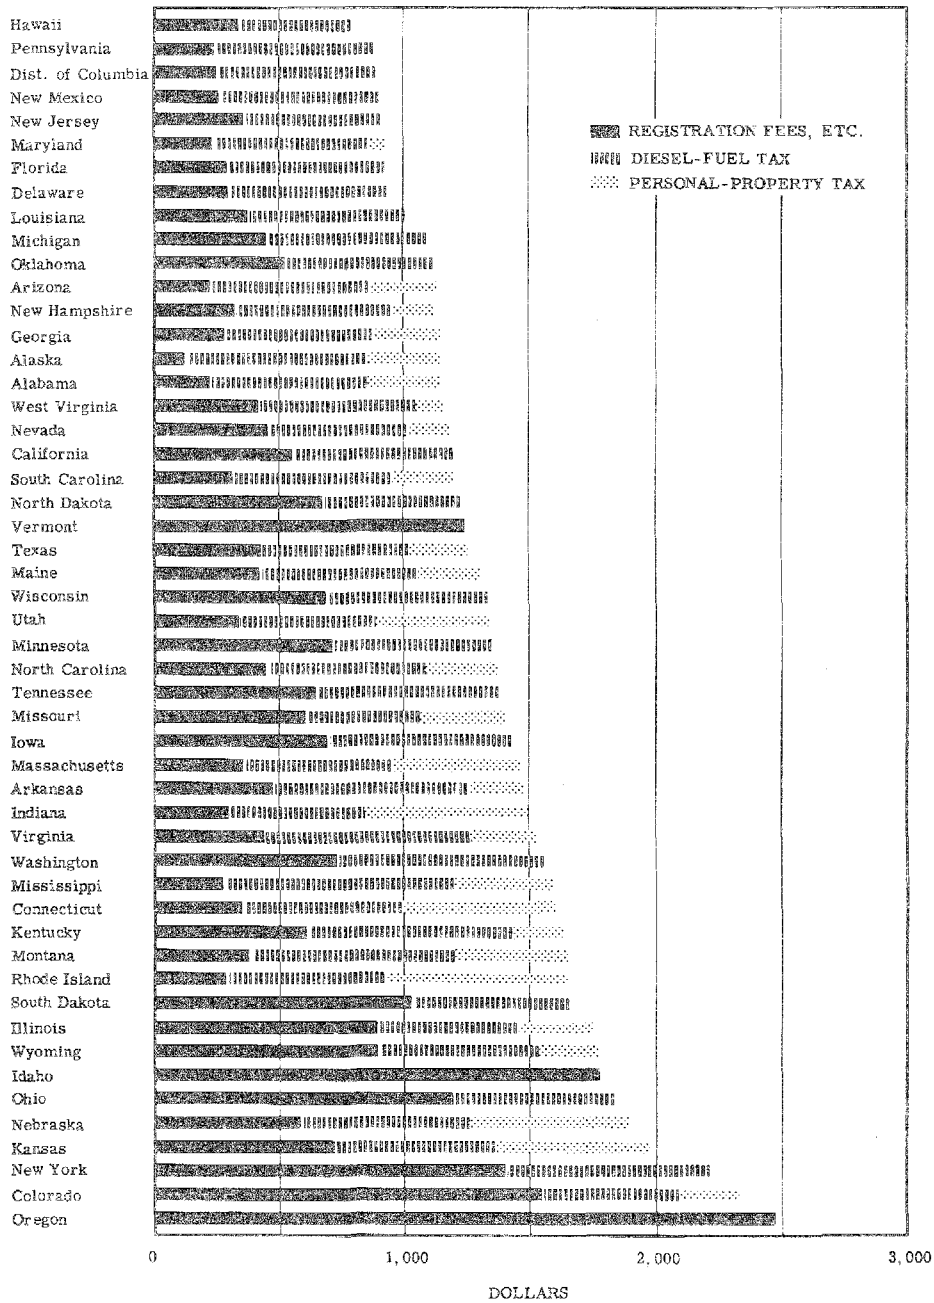 Hawaii
Pennsylvania
Dist. of Columbia
New Mexico
New Jersey
Maryland
Florida
Delaware
Louisiana
Michigan
Oklahoma
Arizona
New Hampshire
Georgia
Alaska
Alabama
West Virginia
Nevada
California
South Carolina
North Dakota
Vermont
Texas
Maine
Wisconsin
Utah
Minnesota
North Carolina
Tennessee
Missouri
Iowa
Massachusetts
Arkansas
Indiana
Virginia
Washington
Mississippi
Connecticut
Kentucky
Montana
Rhode Island
South Dakota
Illinois
Wyoming
Idaho
Ohio
Nebraska
Kansas
New York
Colorado
Oregon
REGISTRATION FEES, ETC.
DIESEL-FUEL TAX
PERSONAL-PROPERTY TAX
0 1,000 2,000 3,000
DOLLARS